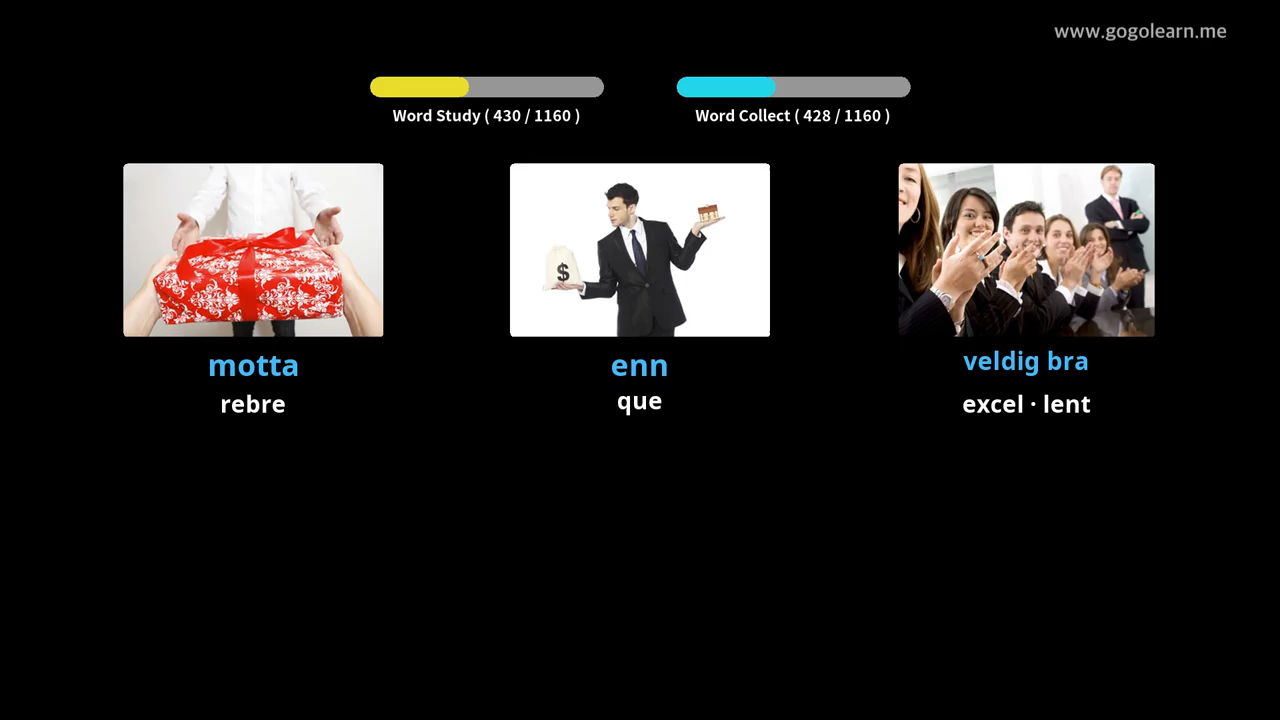 www.gogolearn.me
Word Study ( 430 / 1160 )
Word Collect ( 428 / 1160 )
$
motta
rebre
enn
que
veldig bra
excel · lent